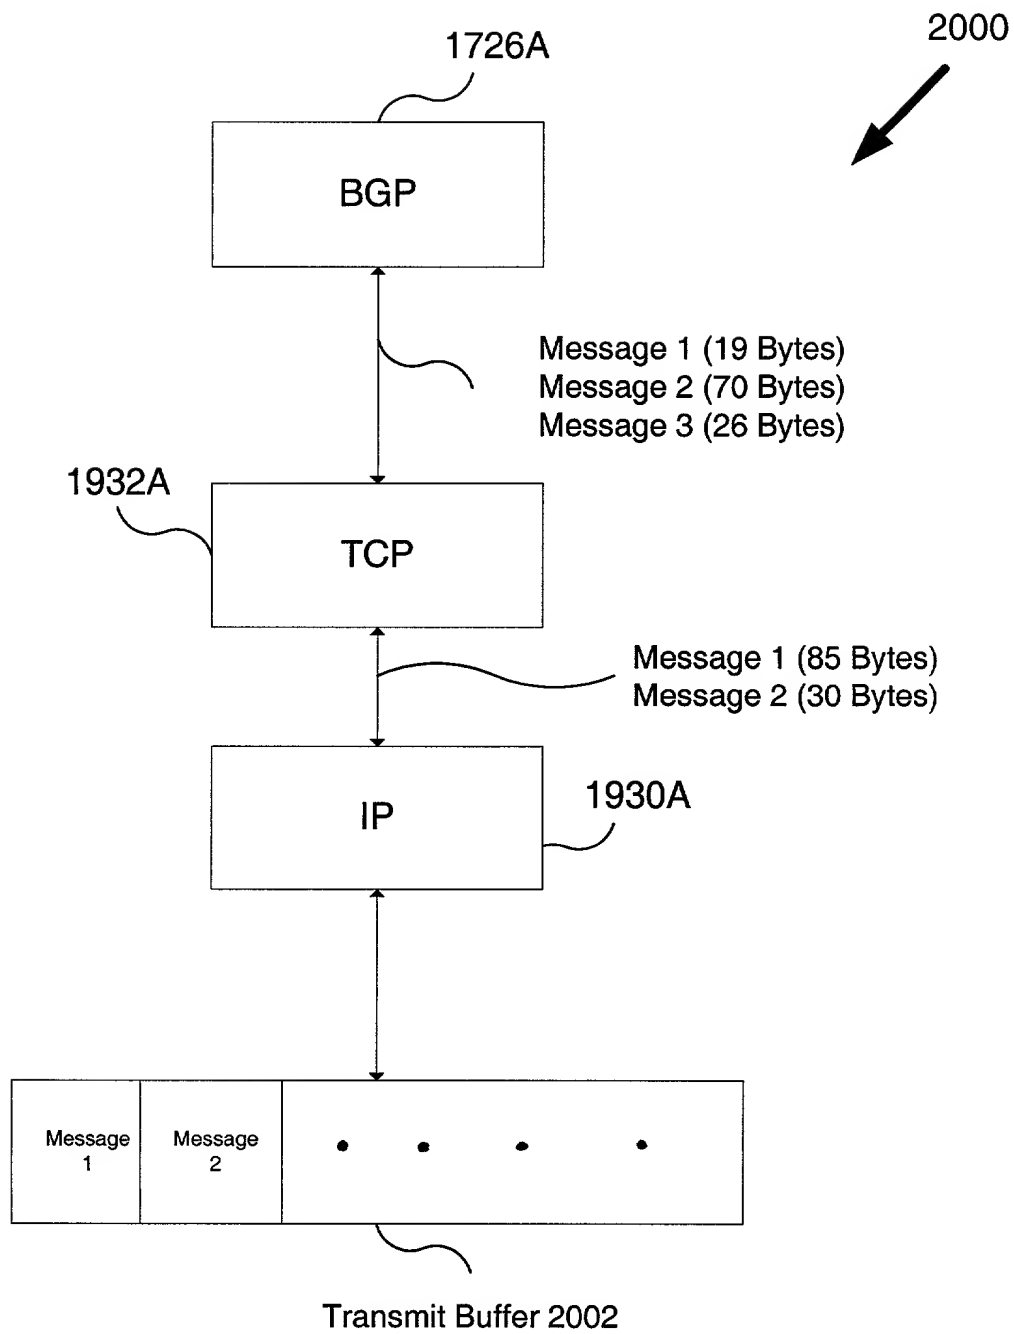 2000
1726A
BGP
Message 1 (19 Bytes)
Message 2 (70 Bytes)
Message 3 (26 Bytes)
1932A
TCP
Message 1 (85 Bytes)
Message 2 (30 Bytes)
1930A
IP
Message
1
Message
2
Transmit Buffer 2002